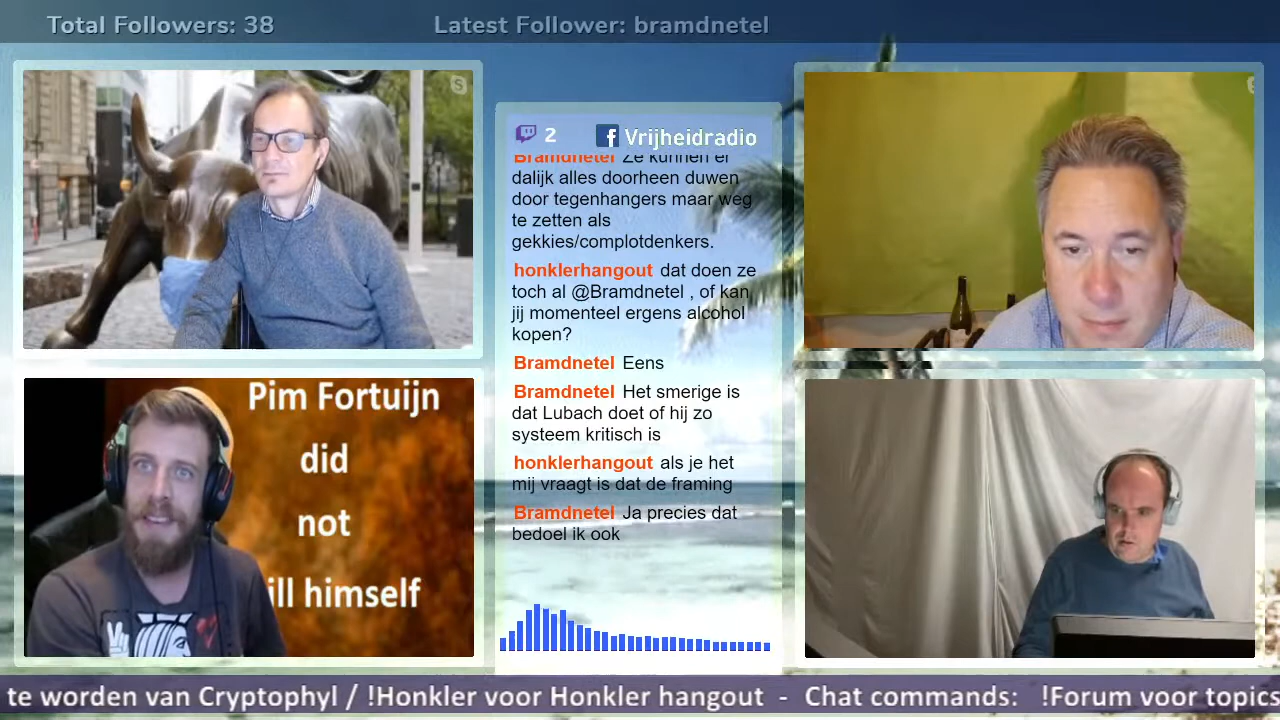 Total Followers: 38
Latest Follower: bramdnetel
2
Vrijheidradio
Bramdnetel Ze kunnen er
dalijk alles doorheen duwen
door tegenhangers maar weg
te zetten als
gekkies/complotdenkers.
honklerhangout dat doen ze
toch al @Bramdnetel , of kan
jij momenteel ergens alcohol
kopen?
Bramdnetel Eens
Bramdnetel Het smerige is
dat Lubach doet of hij zo
systeem kritisch is
honklerhangout als je het
mij vraagt is dat de framing
Bramdnetel Ja precies dat
bedoel ik ook
Pim Fortuijn
did
not
ill himself
te worden van Cryptophyl / !Honkler voor Honkler hangout - Chat commands: !Forum voor topics